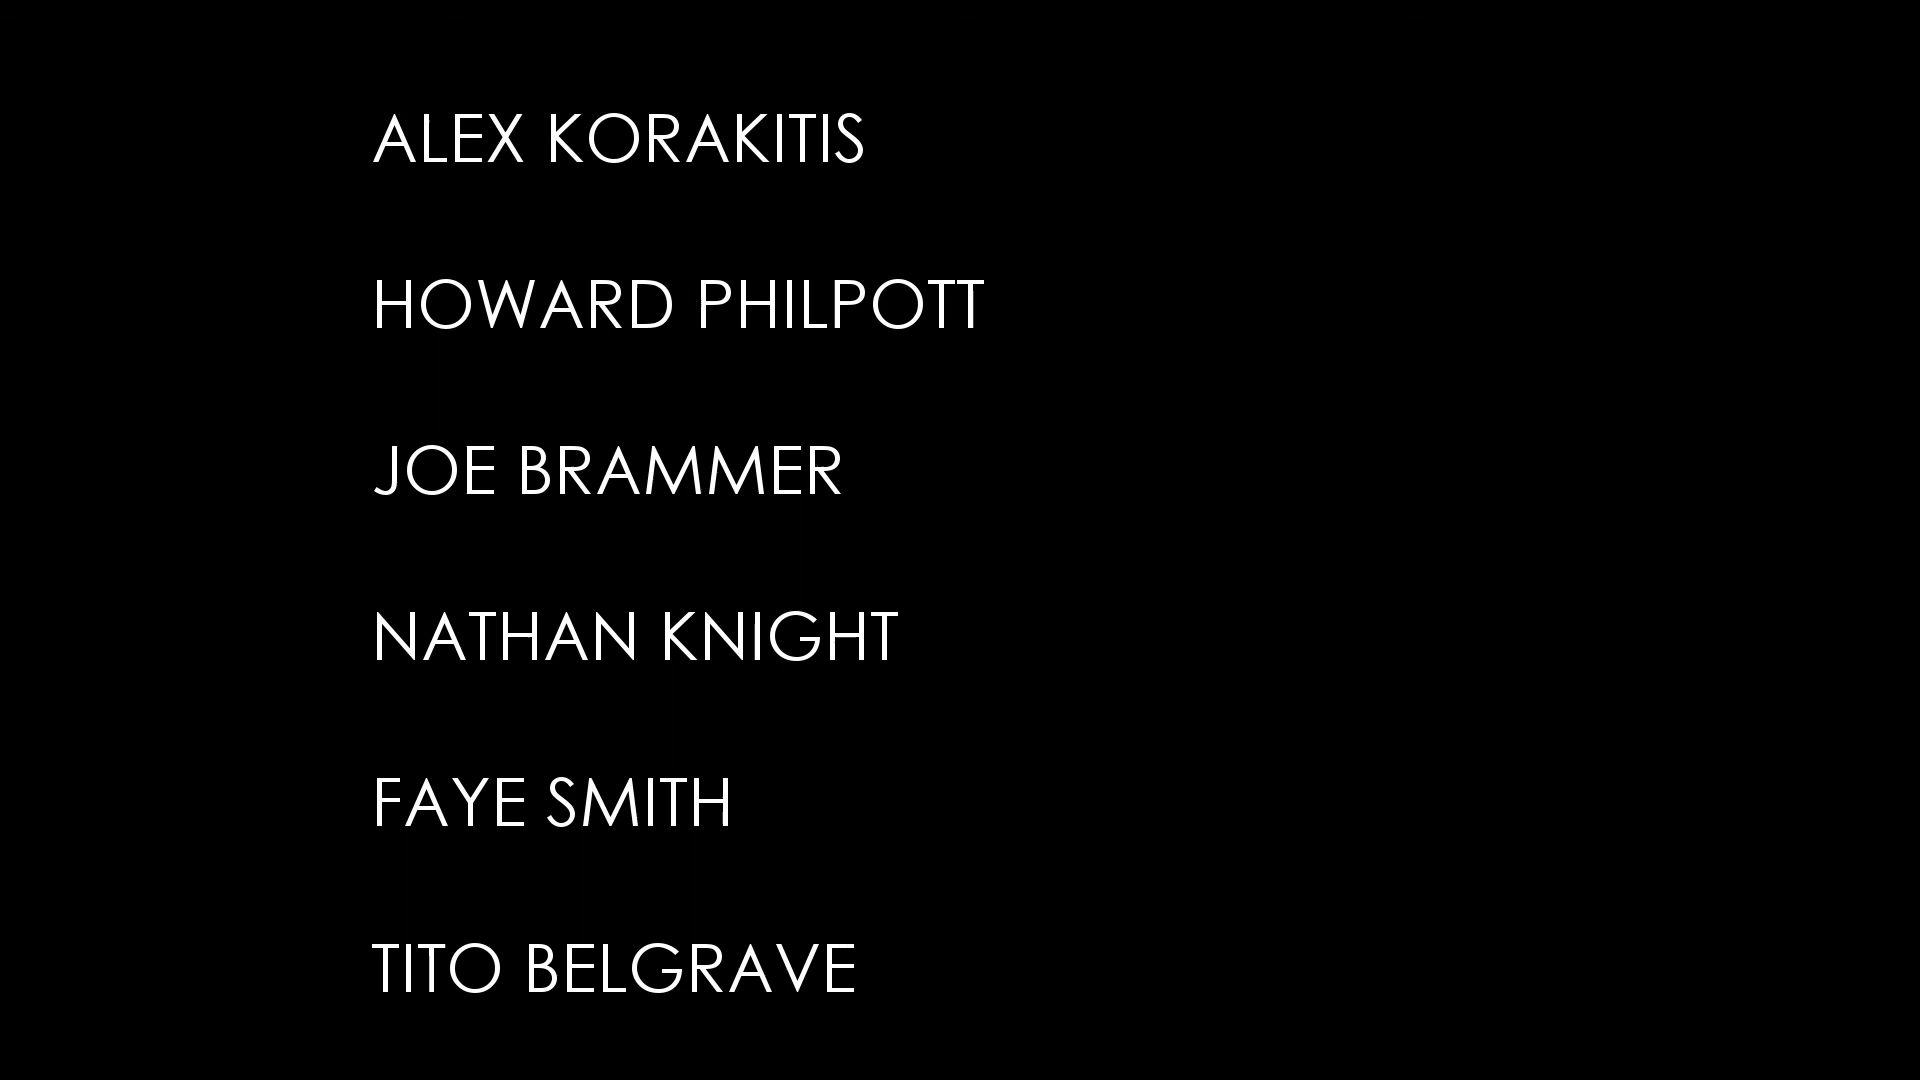 ALEX KORAKITIS
HOWARD PHILPOTT
JOE BRAMMER
NATHAN KNIGHT
FAYE SMITH
TITO BELGRAVE